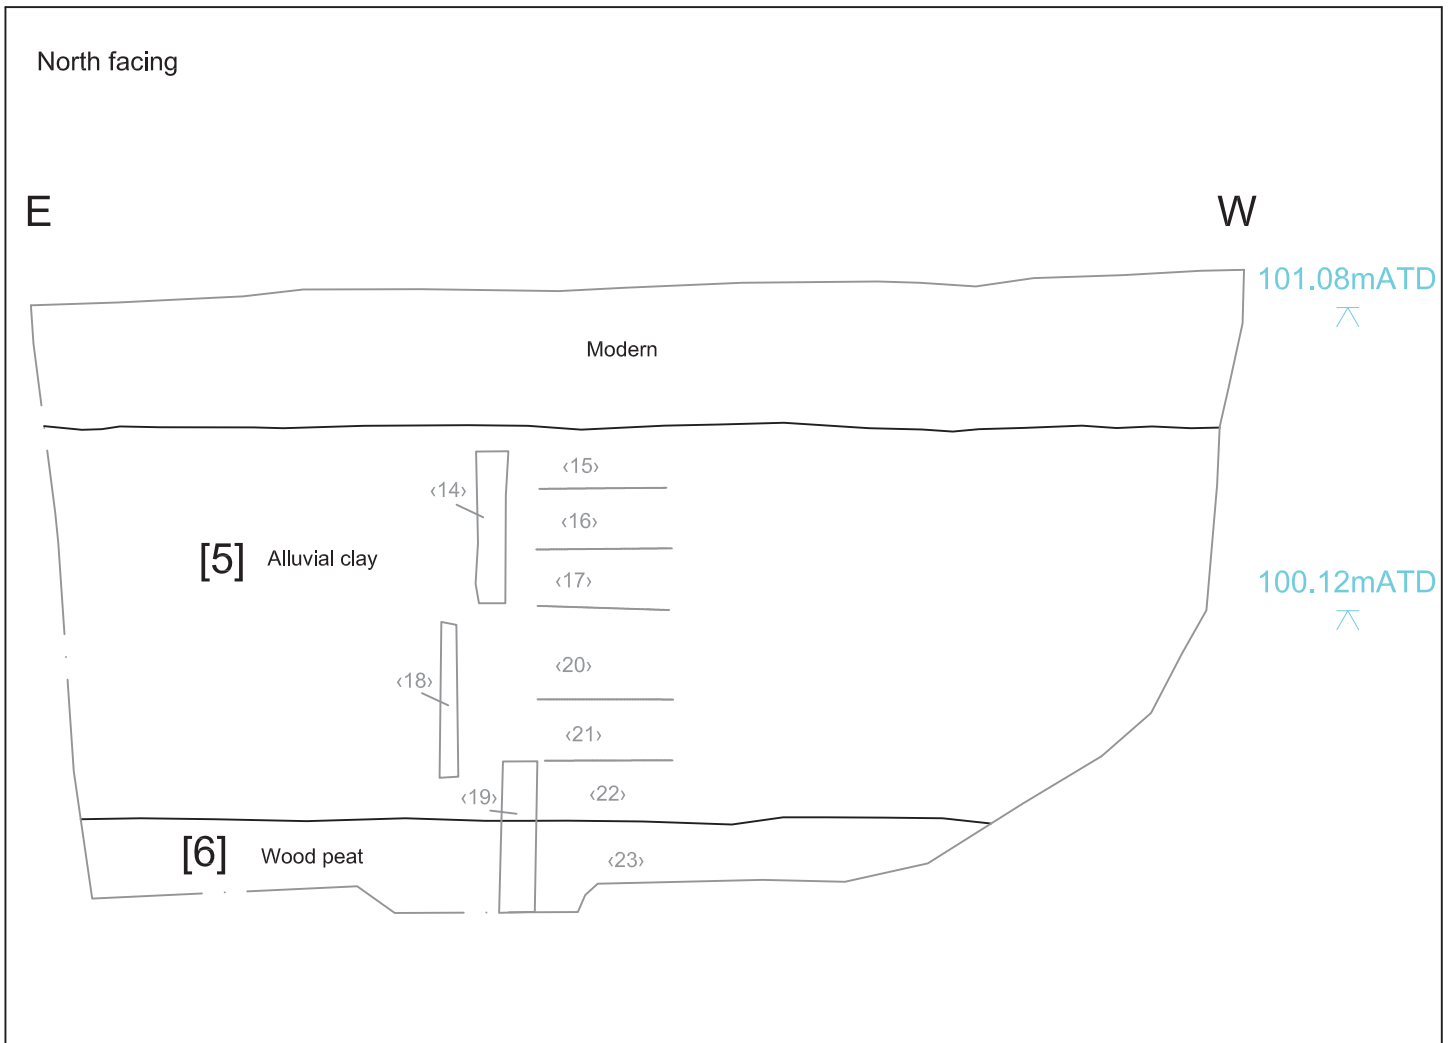 North facing
E
W
101.08mATD
Modern
‹15›
‹14›
‹16›
[5] Alluvial clay
‹17›
100.12mATD
‹20›
‹18›
‹21›
‹19›
‹22›
[6] Wood peat
‹23›